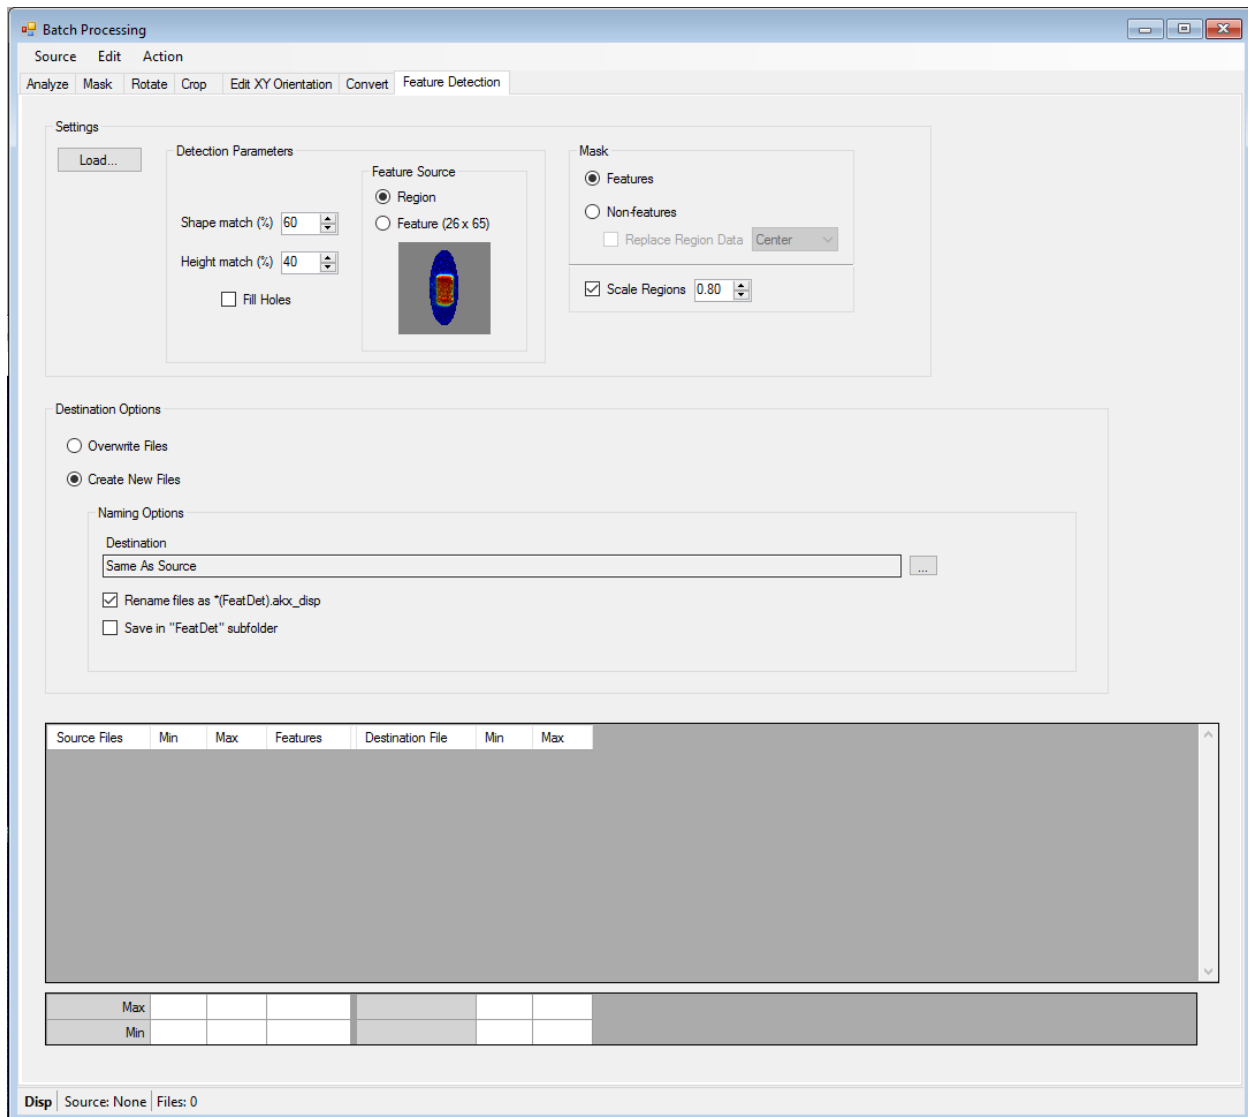 Batch Processing
Source Edit Action
Analyze Mask Rotate Crop Edit XY Orientation Convert Feature Detection
Settings
Load...
Detection Parameters
Feature Source
Region
Feature (26 x 65)
Shape match (%) 60
Height match (%) 40
Fill Holes
Mask
Features
Non-features
Replace Region Data Center
Scale Regions 0.80
Destination Options
Overwrite Files
Create New Files
Naming Options
Destination
Same As Source ...
Rename files as *(FeatDet).akx_disp
Save in "FeatDet" subfolder
Source Files Min Max Features Destination File Min Max
Max
Min
Disp Source: None Files: 0